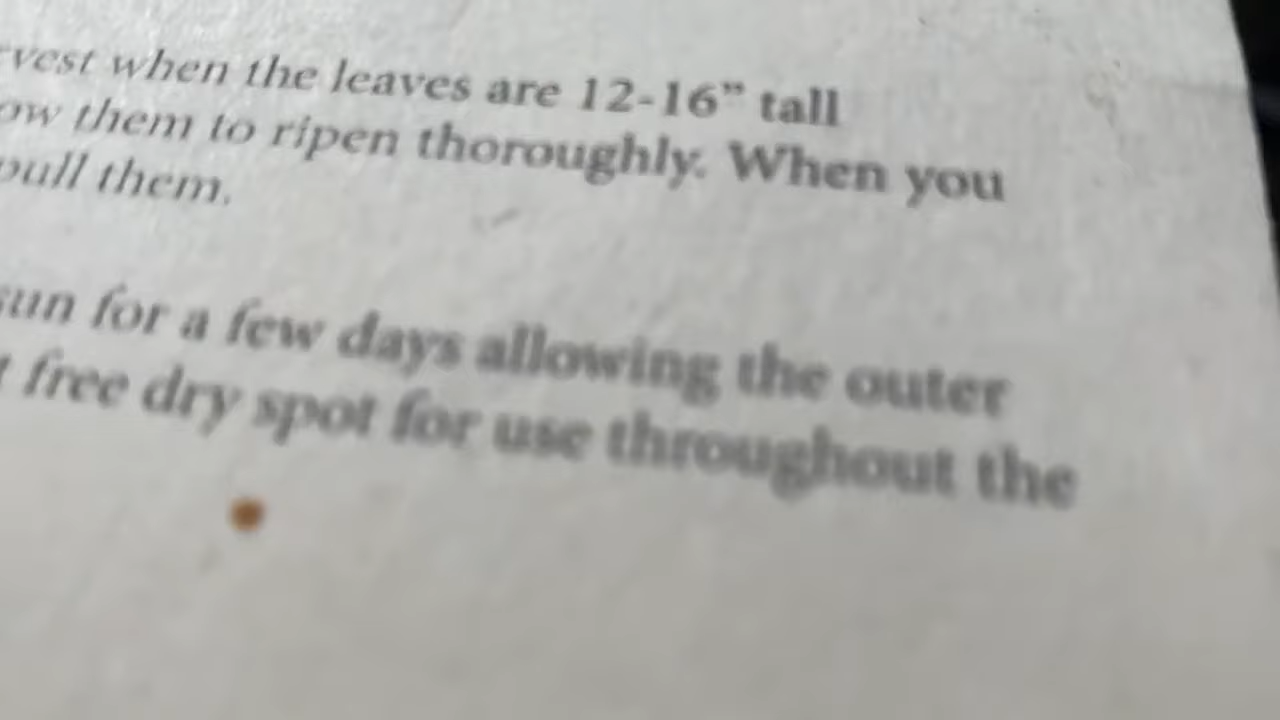 rvest when the leaves are 12-16” tall
ow them to ripen thoroughly. When you
pull them.
sun for a few days allowing the outer
t free dry spot for use throughout the